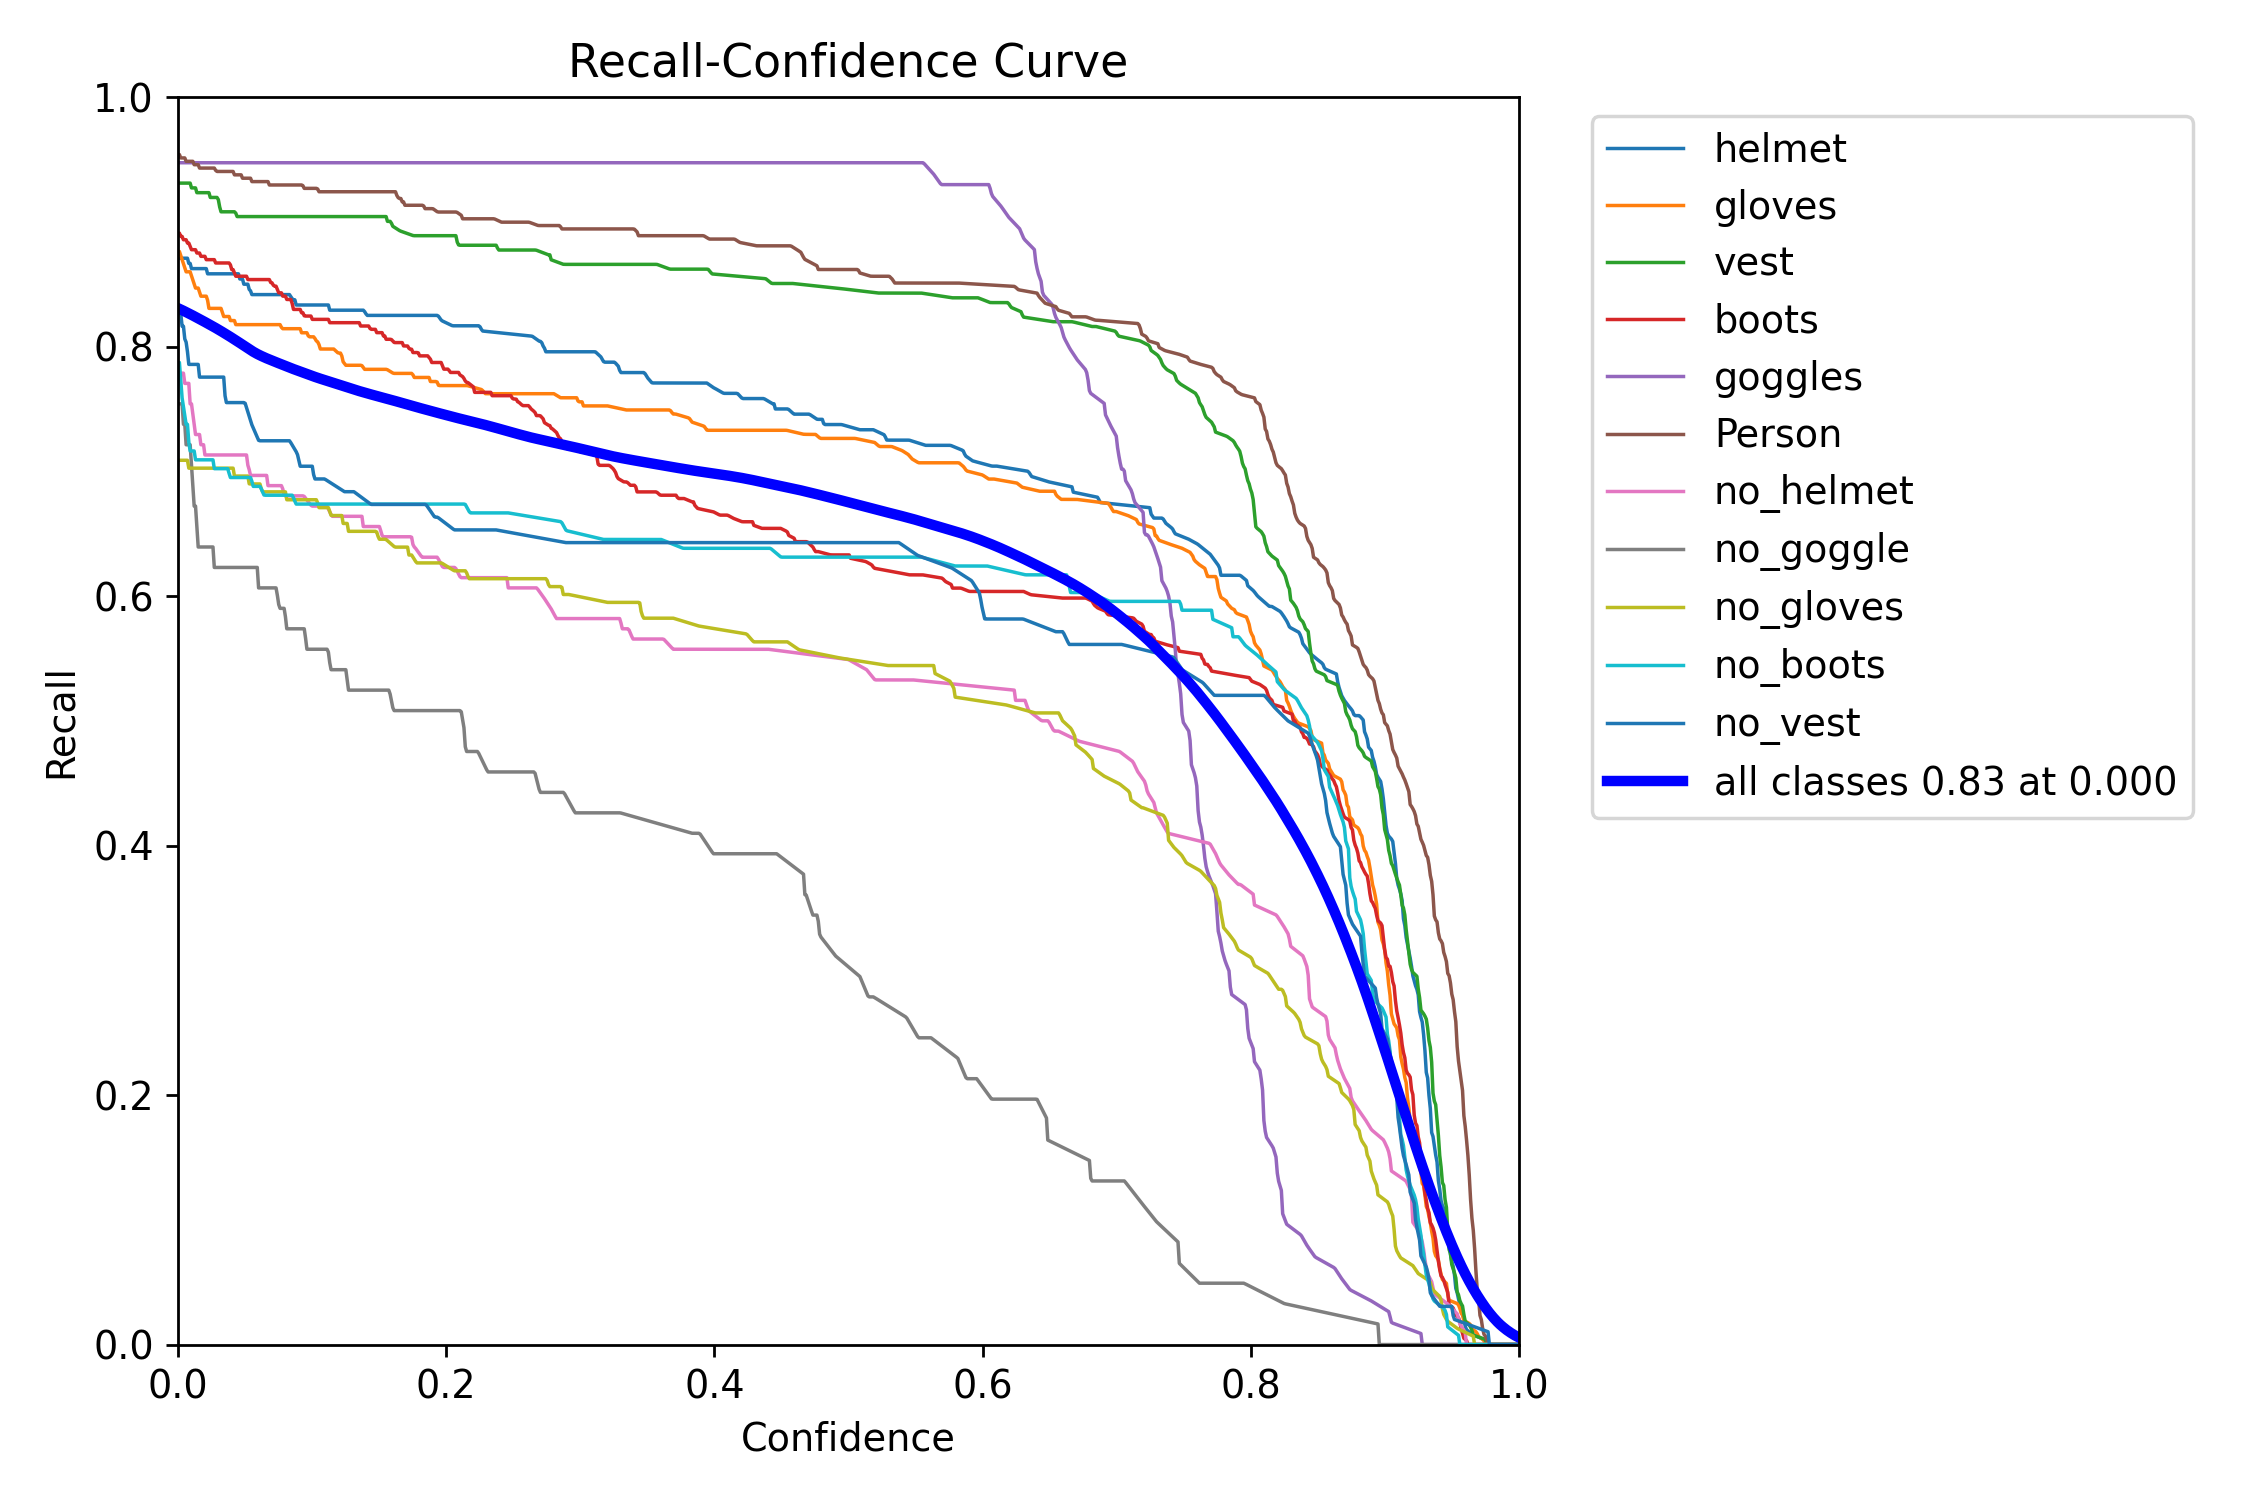 Recall-Confidence Curve
1.0
0.8
0.6
0.4
0.2
0.0
Recall
0.0 0.2 0.4 0.6 0.8 1.0
Confidence
helmet
gloves
vest
boots
goggles
Person
no_helmet
no_goggle
no_gloves
no_boots
no_vest
all classes 0.83 at 0.000